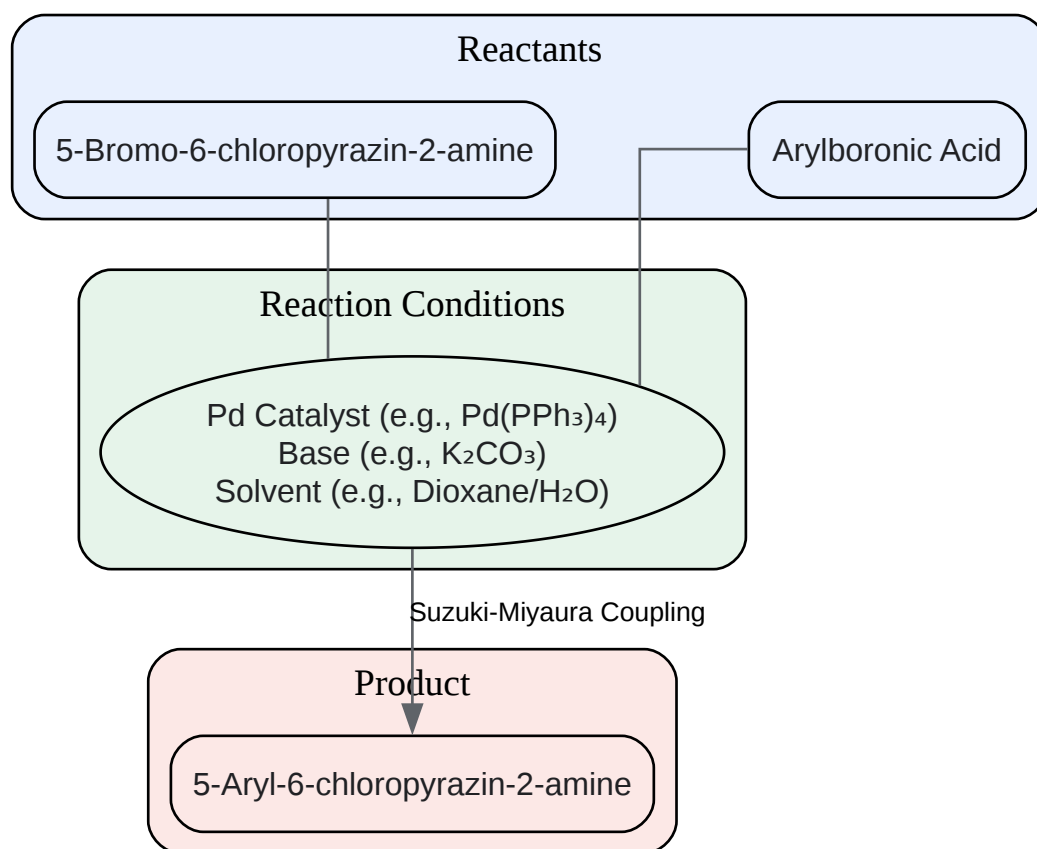 Reactants
5-Bromo-6-chloropyrazin-2-amine
Arylboronic Acid
Reaction Conditions
Pd Catalyst (e.g., Pd(PPh₃)₄)
Base (e.g., K₂CO₃)
Solvent (e.g., Dioxane/H₂O)
Suzuki-Miyaura Coupling
Product
5-Aryl-6-chloropyrazin-2-amine